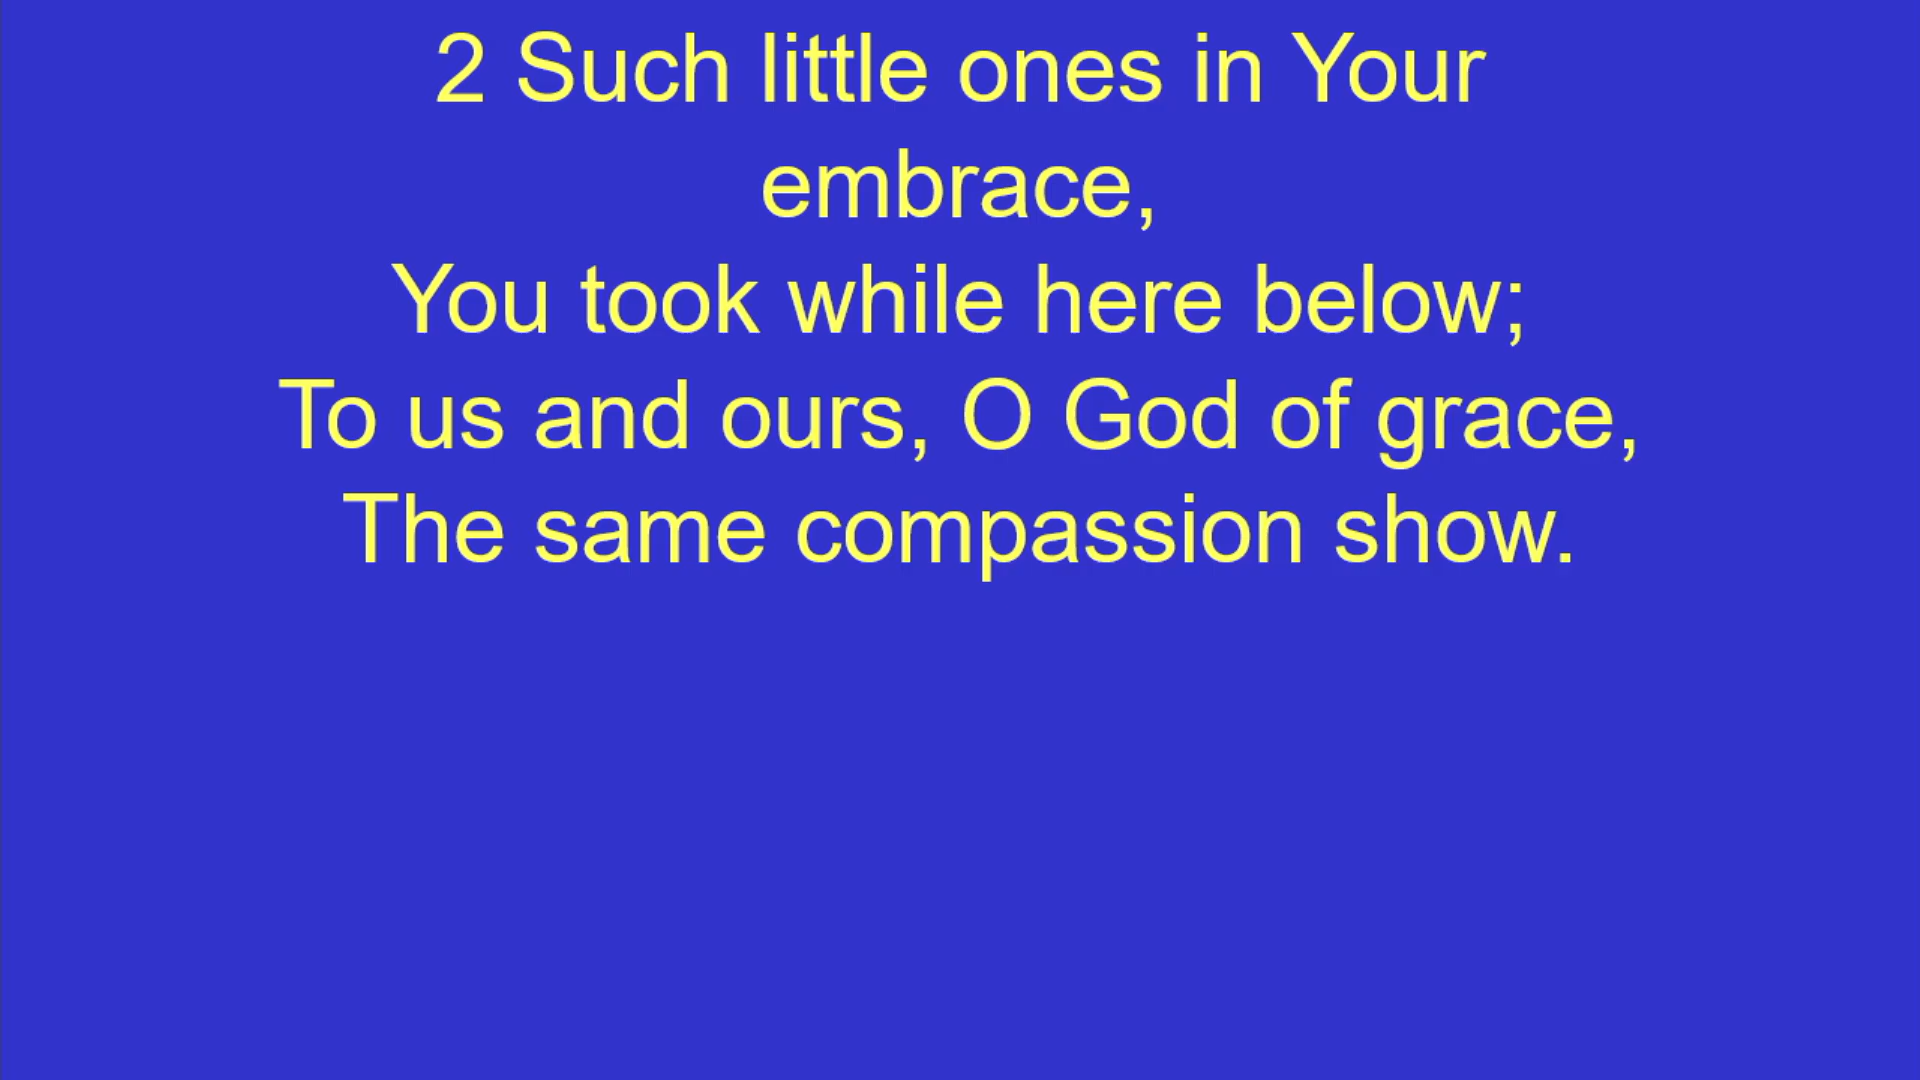 2 Such little ones in Your
embrace,
You took while here below;
To us and ours, O God of grace,
The same compassion show.